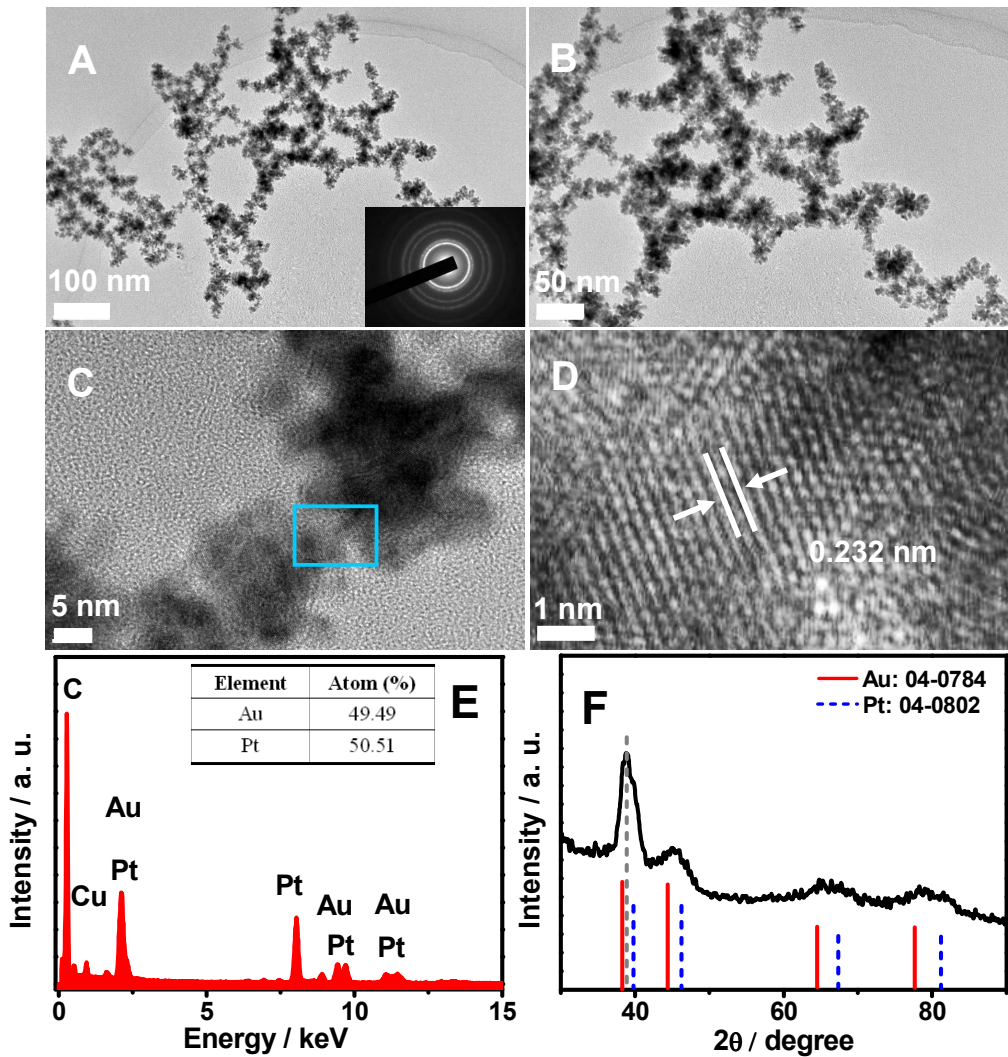 A
100 nm
B
50 nm
C
5 nm
D
0.232 nm
1 nm
E
C
Cu
Au
Pt
Pt
Au
Pt
Au
Pt
Element Atom (%)
Au 49.49
Pt 50.51
Intensity / a. u.
0 5 10 15
Energy / keV
F
Au: 04-0784
Pt: 04-0802
Intensity / a. u.
40 60 80
2θ / degree